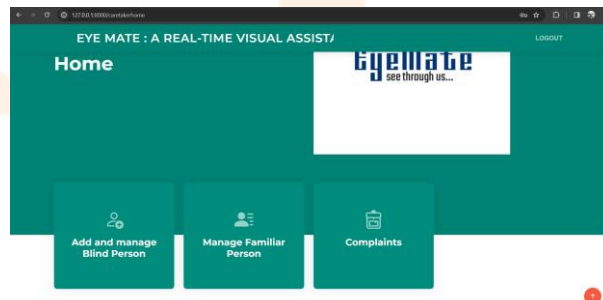 127.0.0.1:8000/caretakerhome
EYE MATE : A REAL-TIME VISUAL ASSIST
LOGOUT
Home
EyeMate
see through us...
Add and manage
Blind Person
Manage Familiar
Person
Complaints